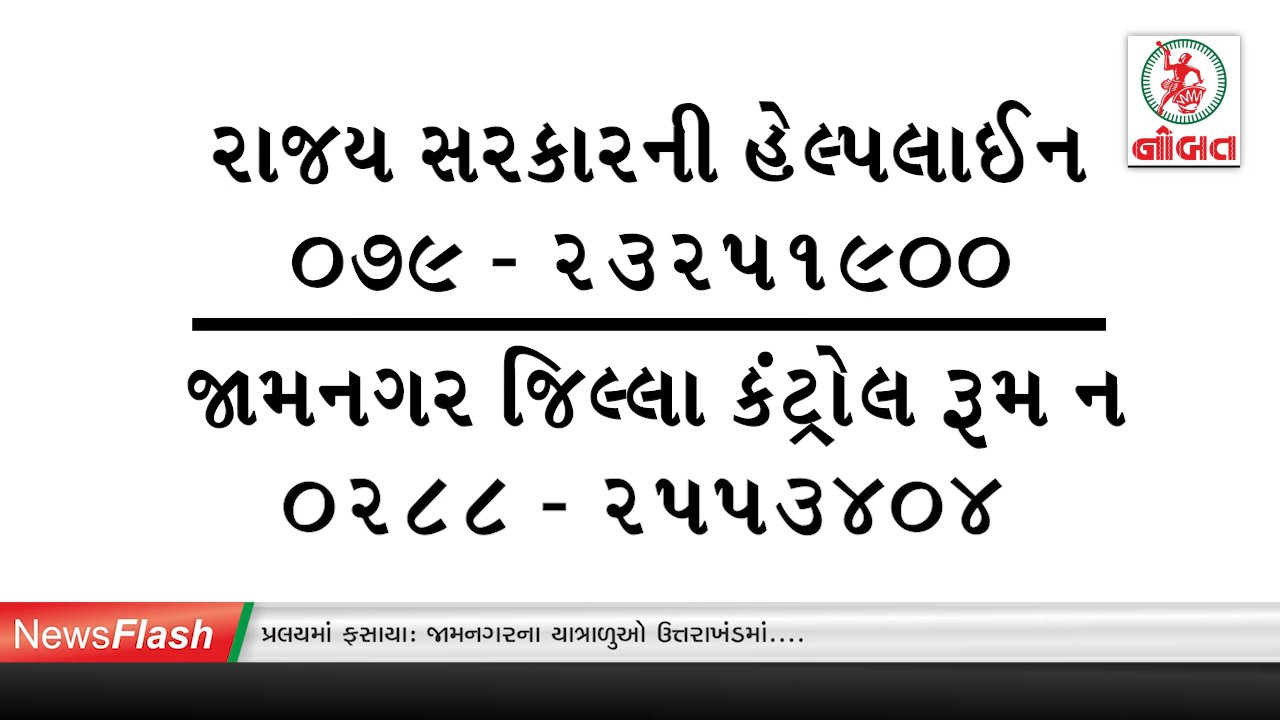 નોબત
રાજય સરકારની હેલ્પલાઈન
૦૭૯ - ૨૩૨૫૧૯૦૦
જામનગર જિલ્લા કંટ્રોલ રૂમ ન
૦૨૮૮ - ૨૫૫૩૪૦૪
NewsFlash પ્રલયમાં ફસાયા: જામનગરના યાત્રાળુઓ ઉત્તરાખંડમાં....